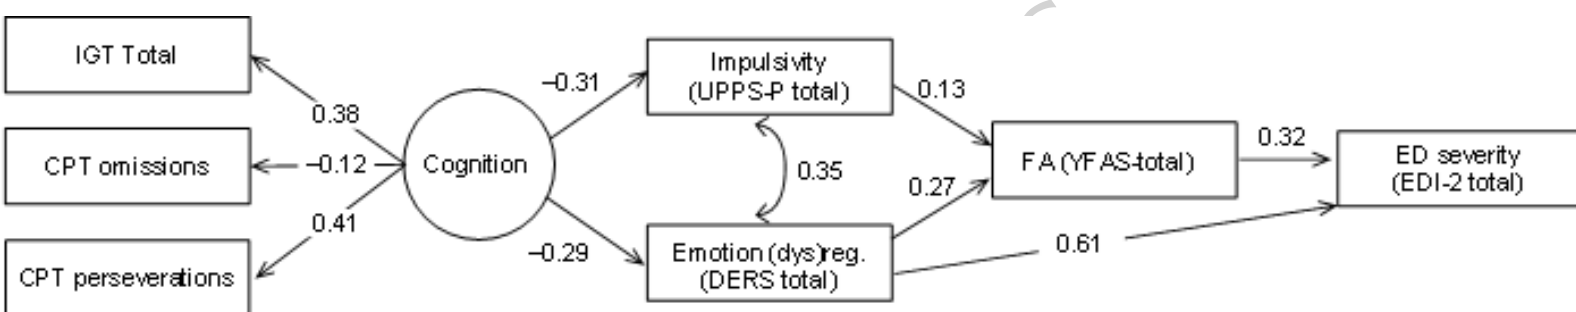 IGT Total
CPT omissions
CPT perseverations
0.38
−0.12
0.41
Cognition
−0.31
−0.29
Impulsivity
(UPPS-P total)
0.35
Emotion (dys)reg.
(DERS total)
0.13
0.27
FA (YFAS-total)
0.32
0.61
ED severity
(EDI-2 total)